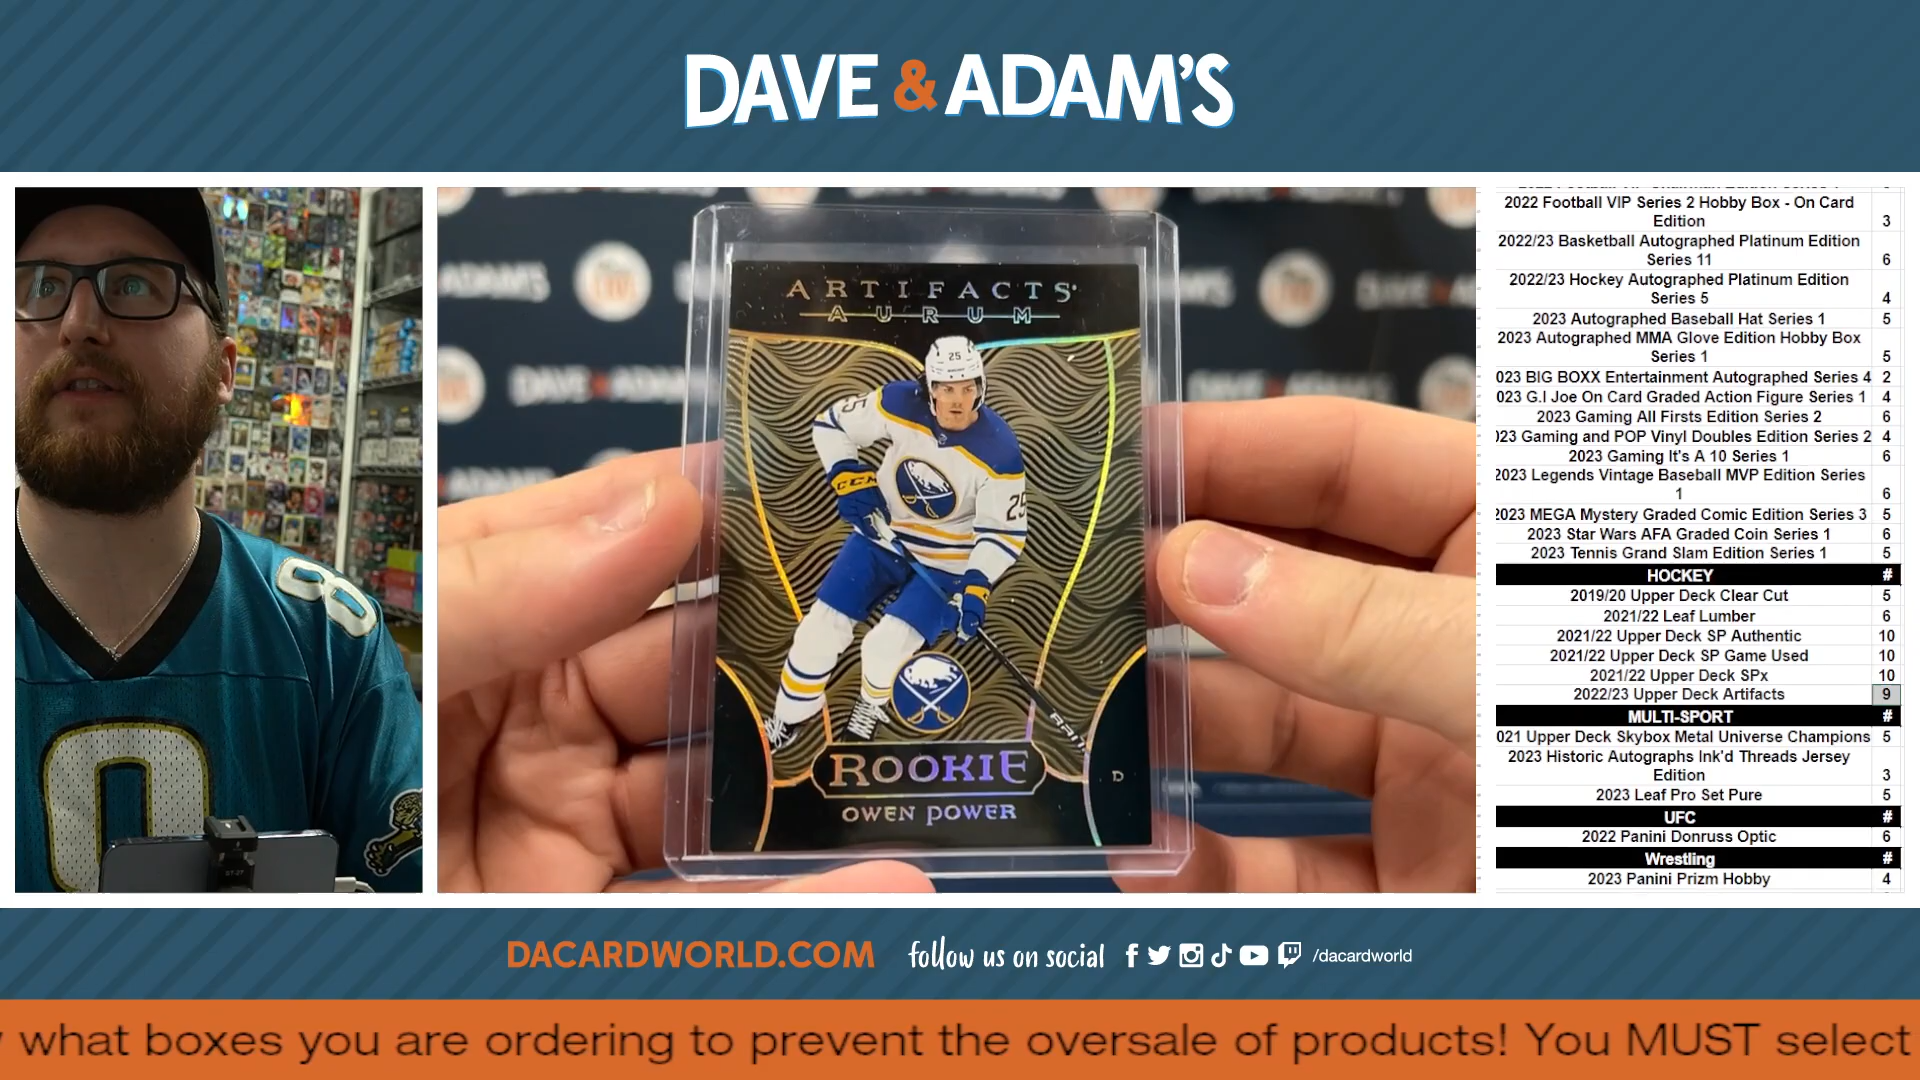 DAVE & ADAM'S
ARTIFACTS
AURUM
25
25
CCM
25
ROOKIE
OWEN POWER
D
2022 Football VIP Series 2 Hobby Box - On Card
Edition
3
2022/23 Basketball Autographed Platinum Edition
Series 11
6
2022/23 Hockey Autographed Platinum Edition
Series 5
4
2023 Autographed Baseball Hat Series 1
5
2023 Autographed MMA Glove Edition Hobby Box
Series 1
5
023 BIG BOXX Entertainment Autographed Series 4 2
023 G.I Joe On Card Graded Action Figure Series 1 4
2023 Gaming All Firsts Edition Series 2 6
023 Gaming and POP Vinyl Doubles Edition Series 2 4
2023 Gaming It's A 10 Series 1 6
2023 Legends Vintage Baseball MVP Edition Series
1 6
2023 MEGA Mystery Graded Comic Edition Series 3 5
2023 Star Wars AFA Graded Coin Series 1 6
2023 Tennis Grand Slam Edition Series 1 5
HOCKEY #
2019/20 Upper Deck Clear Cut 5
2021/22 Leaf Lumber 6
2021/22 Upper Deck SP Authentic 10
2021/22 Upper Deck SP Game Used 10
2021/22 Upper Deck SPx 10
2022/23 Upper Deck Artifacts 9
MULTI-SPORT #
021 Upper Deck Skybox Metal Universe Champions 5
2023 Historic Autographs Ink'd Threads Jersey
Edition 3
2023 Leaf Pro Set Pure 5
UFC #
2022 Panini Donruss Optic 6
Wrestling #
2023 Panini Prizm Hobby 4
DACARDWORLD.COM follow us on social /dacardworld
what boxes you are ordering to prevent the oversale of products! You MUST select